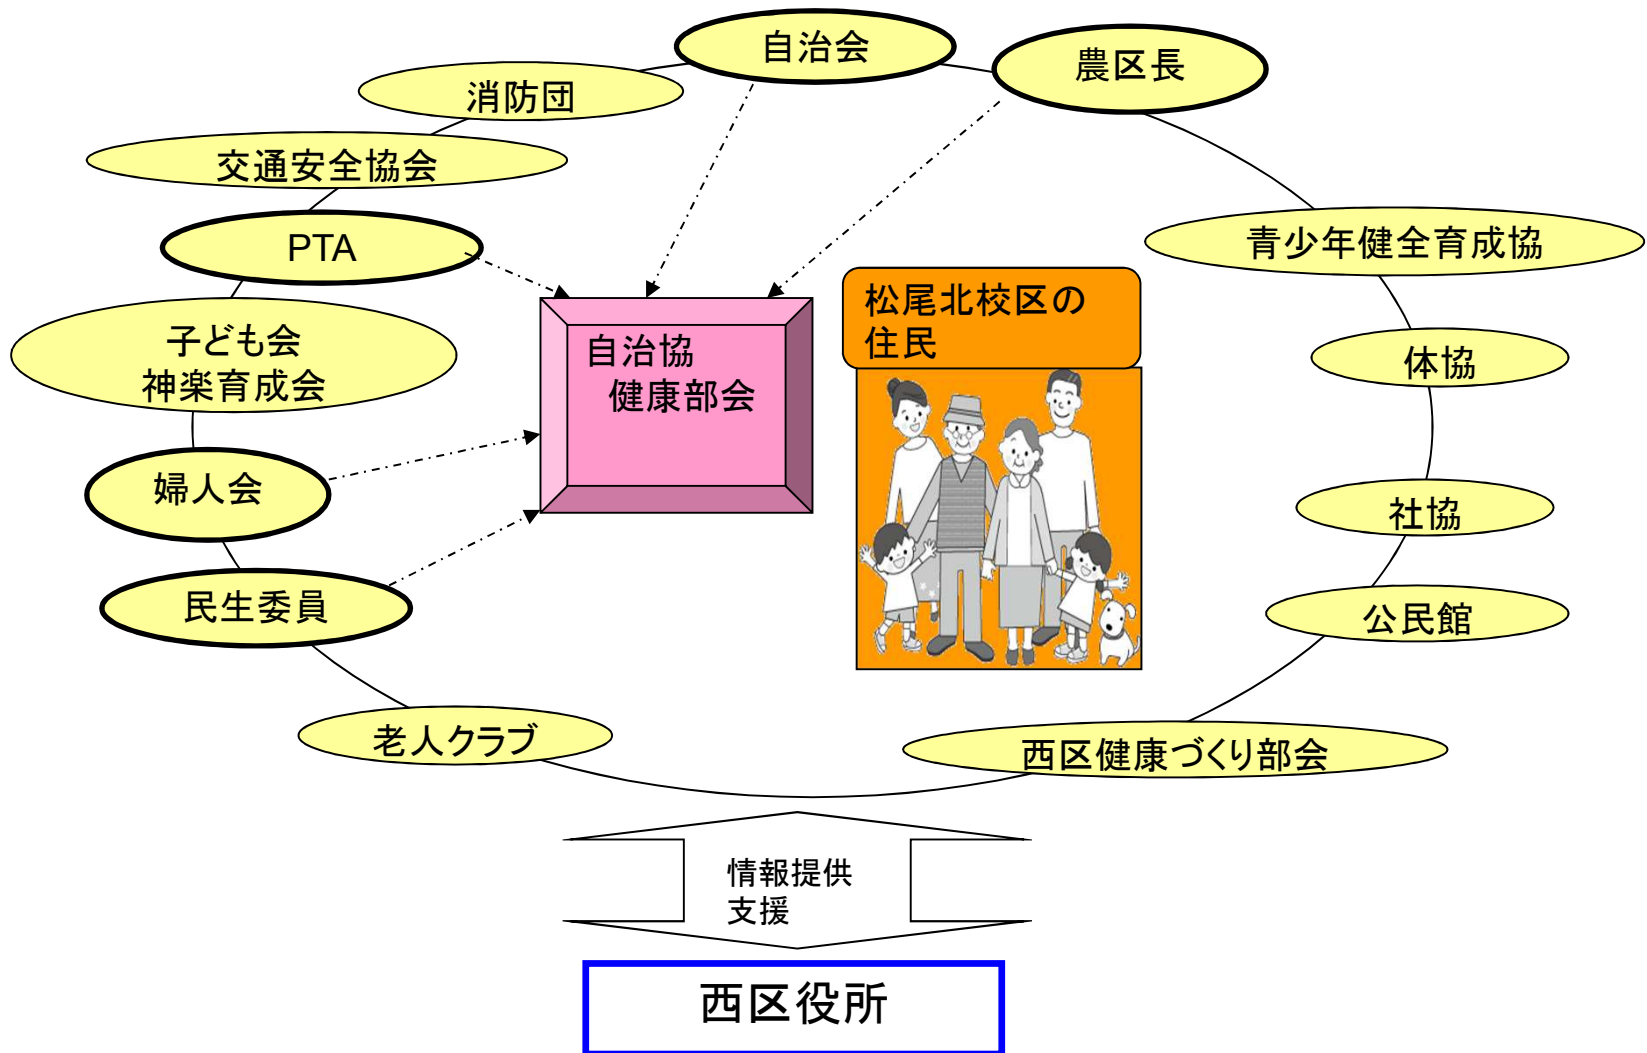 自治会
農区長
消防団
交通安全協会
PTA
青少年健全育成協
子ども会
神楽育成会
自治協
健康部会
松尾北校区の
住民
体協
婦人会
社協
民生委員
公民館
老人クラブ
西区健康づくり部会
情報提供
支援
西区役所